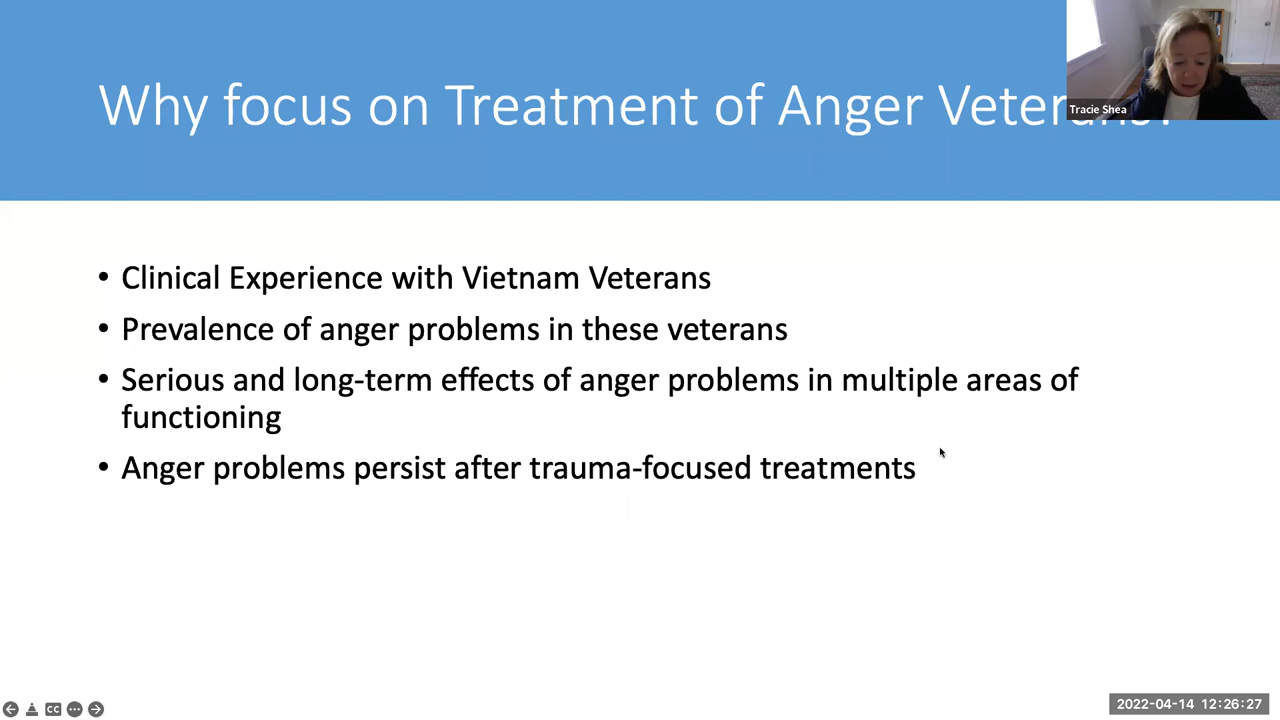 Why focus on Treatment of Anger Veterans?
Tracie Shea
• Clinical Experience with Vietnam Veterans
• Prevalence of anger problems in these veterans
• Serious and long-term effects of anger problems in multiple areas of
functioning
• Anger problems persist after trauma-focused treatments
CC
2022-04-14 12:26:27